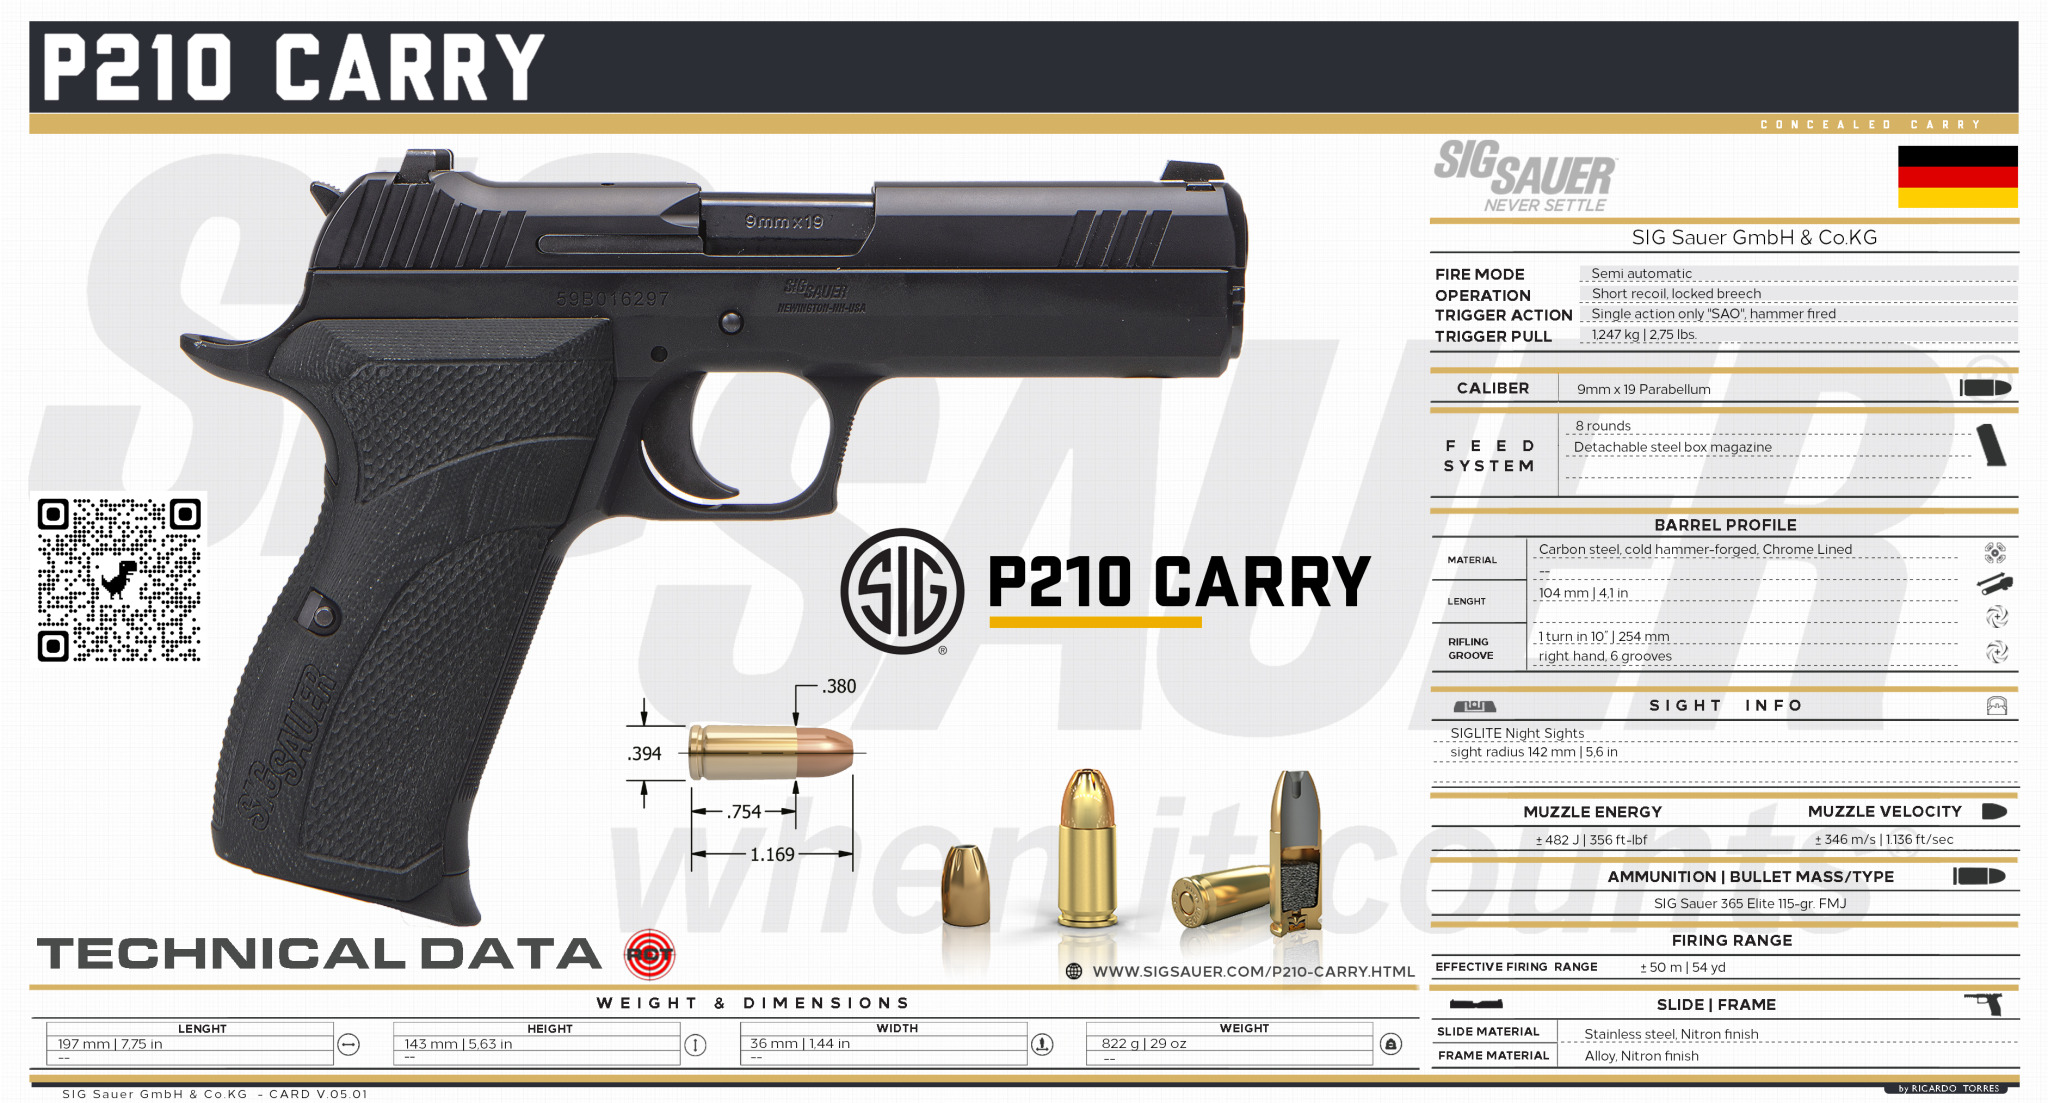 P210 CARRY
CONCEALED CARRY
SIG SAUER
NEVER SETTLE
SIG Sauer GmbH & Co.KG
FIRE MODE Semi automatic
OPERATION Short recoil, locked breech
TRIGGER ACTION Single action only "SAO", hammer fired
TRIGGER PULL 1,247 kg | 2,75 lbs.
CALIBER 9mm x 19 Parabellum
FEED SYSTEM
8 rounds
Detachable steel box magazine
BARREL PROFILE
MATERIAL Carbon steel, cold hammer-forged, Chrome Lined
--
LENGHT 104 mm | 4,1 in
RIFLING GROOVE
1 turn in 10" | 254 mm
right hand, 6 grooves
SIGHT INFO
SIGLITE Night Sights
sight radius 142 mm | 5,6 in
MUZZLE ENERGY MUZZLE VELOCITY
± 482 J | 356 ft-lbf ± 346 m/s | 1.136 ft/sec
AMMUNITION | BULLET MASS/TYPE
SIG Sauer 365 Elite 115-gr. FMJ
FIRING RANGE
EFFECTIVE FIRING RANGE ± 50 m | 54 yd
SLIDE | FRAME
SLIDE MATERIAL Stainless steel, Nitron finish
FRAME MATERIAL Alloy, Nitron finish
9mmx19
59B016297
SIG SAUER
NEWINGTON-NH-USA
SIG SAUER
SIG SAUER®
when it counts®
SIG®
P210 CARRY
.380
.394
.754
1.169
TECHNICAL DATA
RDT
WWW.SIGSAUER.COM/P210-CARRY.HTML
WEIGHT & DIMENSIONS
LENGHT HEIGHT WIDTH WEIGHT
197 mm | 7,75 in 143 mm | 5,63 in 36 mm | 1,44 in 822 g | 29 oz
-- -- -- --
SIG Sauer GmbH & Co.KG - CARD V.05.01
by RICARDO TORRES